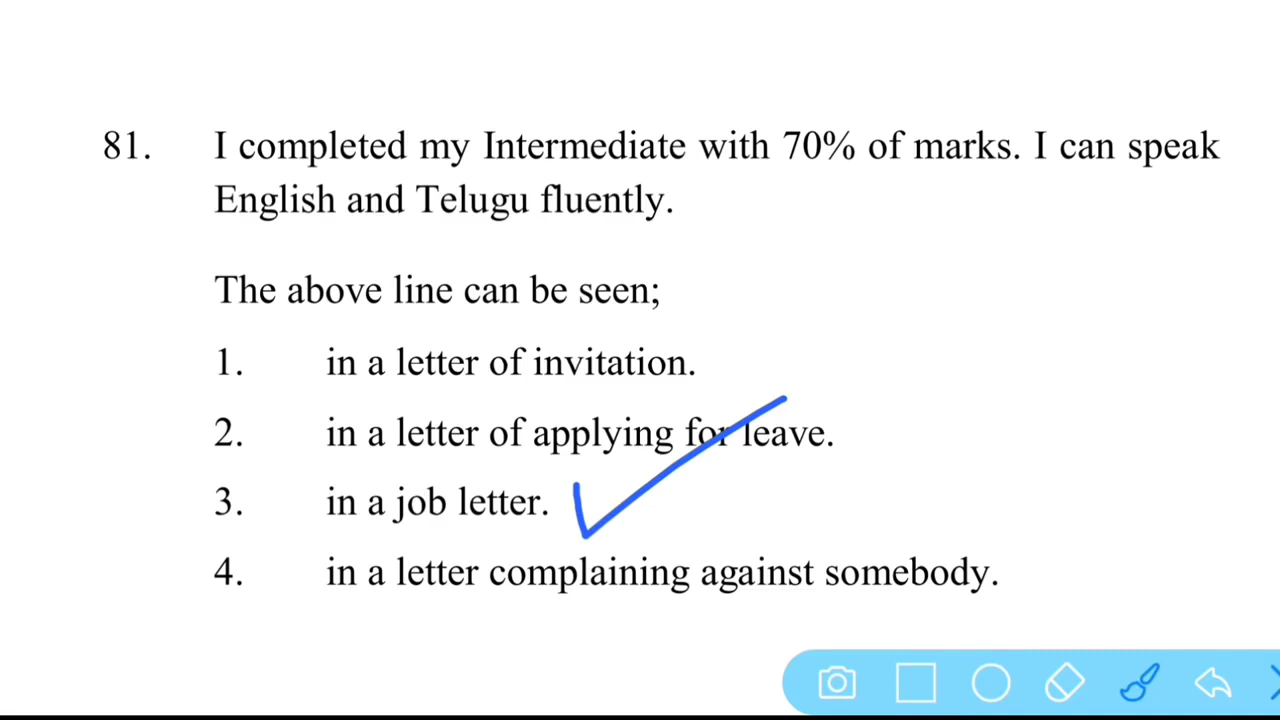 81. I completed my Intermediate with 70% of marks. I can speak
English and Telugu fluently.
The above line can be seen;
1. in a letter of invitation.
2. in a letter of applying for leave.
3. in a job letter.
4. in a letter complaining against somebody.